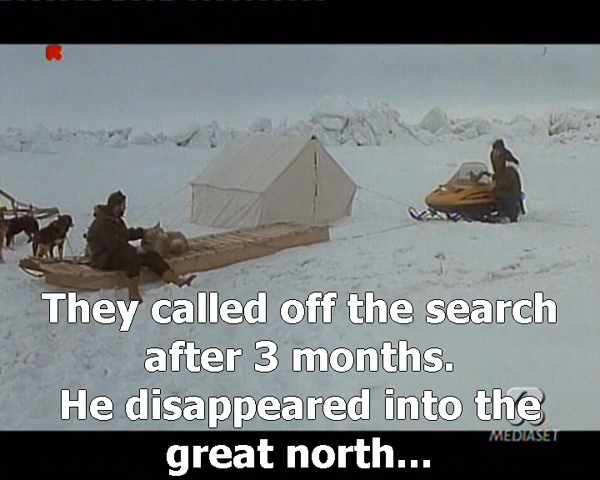 They called off the search
after 3 months.
He disappeared into the
great north...
MEDIASET